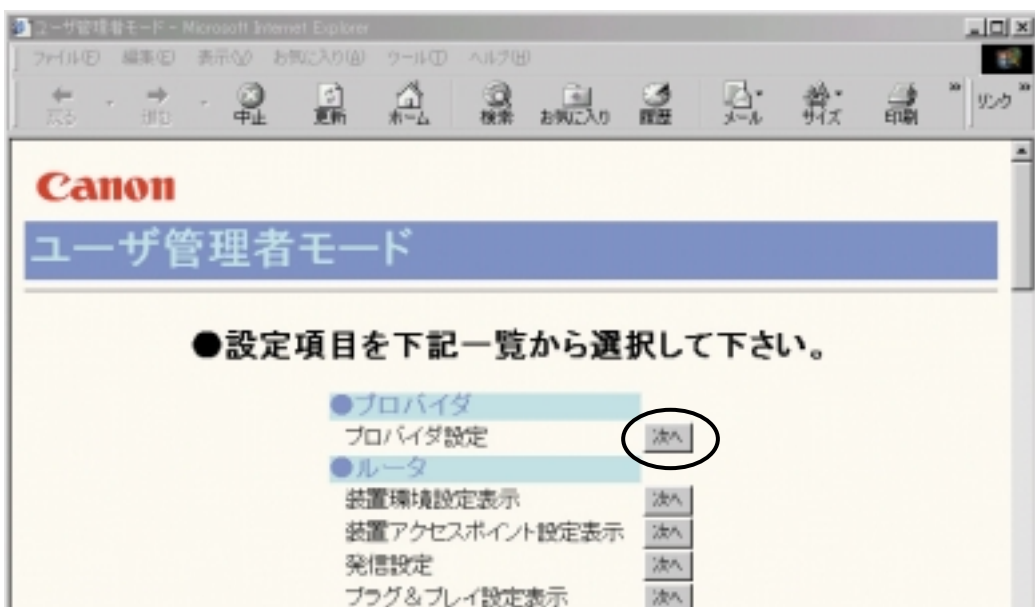 ユーザ管理者モード - Microsoft Internet Explorer
ファイル(F) 編集(E) 表示(V) お気に入り(A) ツール(T) ヘルプ(H)
戻る 進む 中止 更新 ホーム 検索 お気に入り 履歴 メール サイズ 印刷 » リンク »
Canon
ユーザ管理者モード
●設定項目を下記一覧から選択して下さい。
●プロバイダ
プロバイダ設定 次へ
●ルータ
装置環境設定表示 次へ
装置アクセスポイント設定表示 次へ
発信設定 次へ
プラグ&プレイ設定表示 次へ